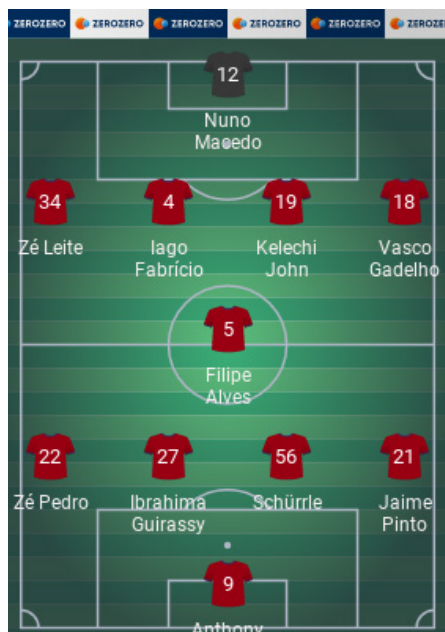 ZEROZERO ZEROZERO ZEROZERO ZEROZERO ZEROZERO ZEROZE
12
Nuno
Macedo
34 4 19 18
Zé Leite Iago Kelechi Vasco
Fabrício John Gadelho
5
Filipe
Alves
22 27 56 21
Zé Pedro Ibrahima Schürrle Jaime
Guirassy Pinto
9
Anthony